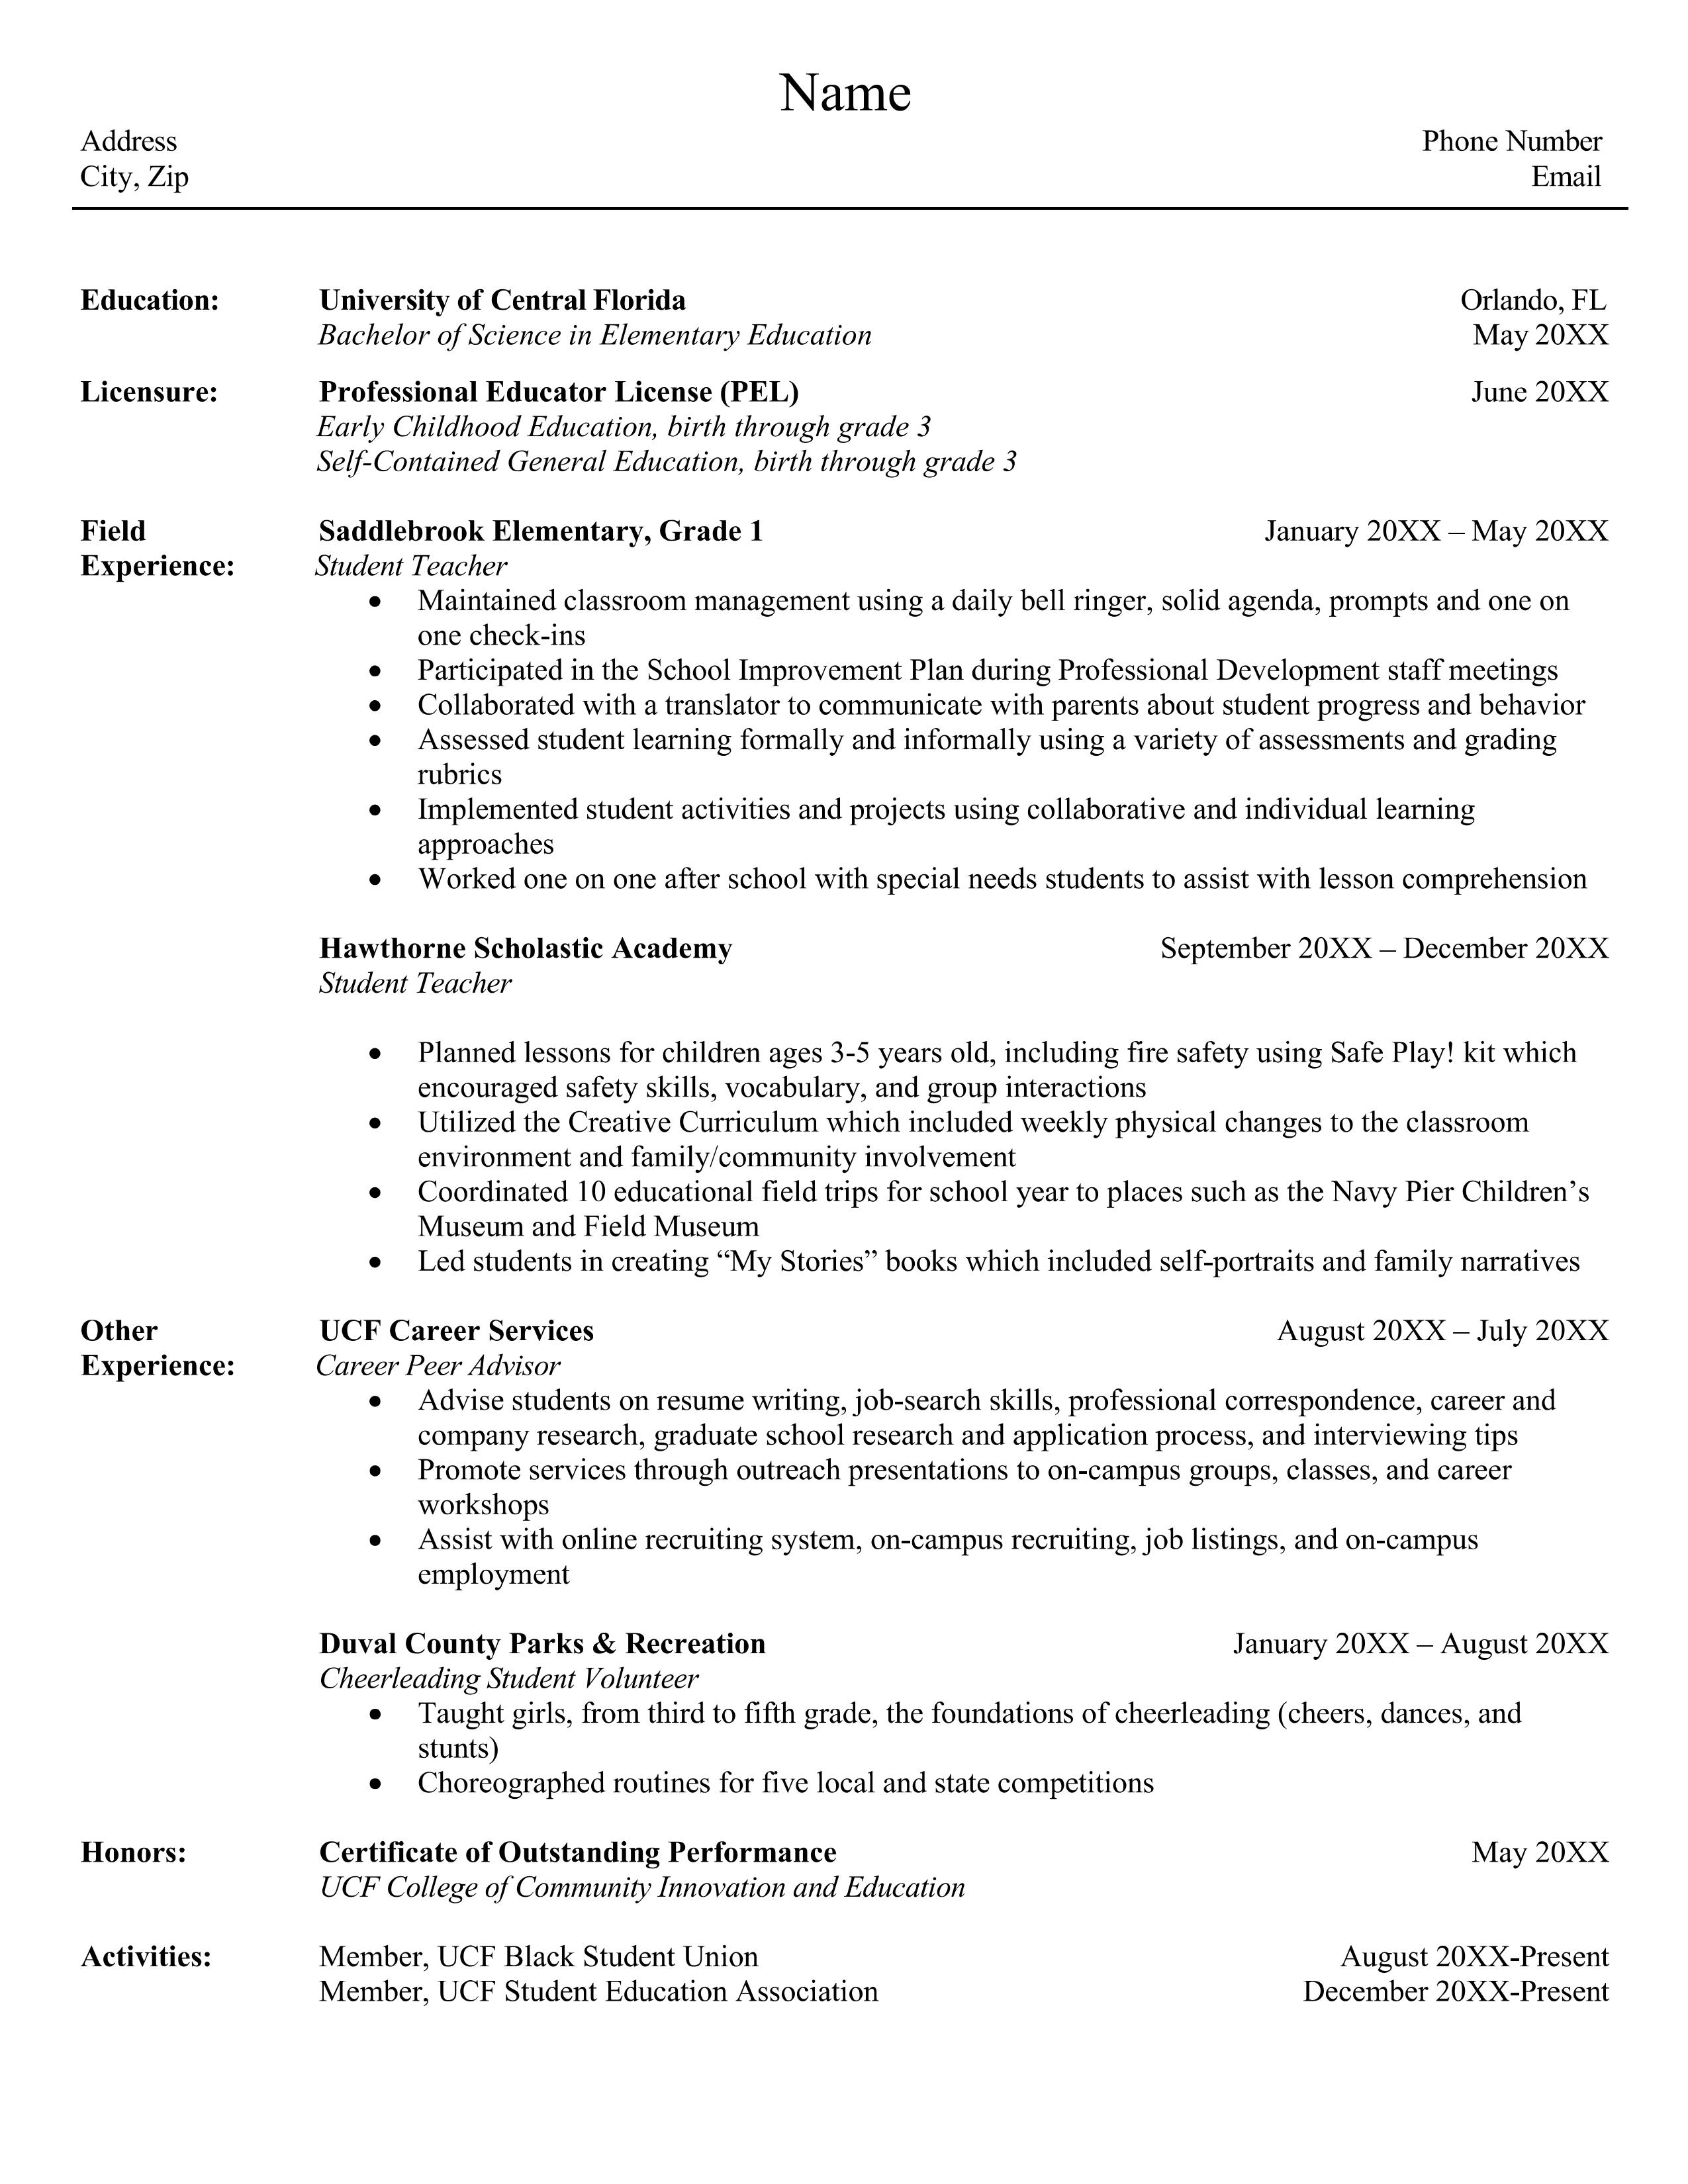 Name
Address Phone Number
City, Zip Email
Education: University of Central Florida Orlando, FL
Bachelor of Science in Elementary Education May 20XX
Licensure: Professional Educator License (PEL) June 20XX
Early Childhood Education, birth through grade 3
Self-Contained General Education, birth through grade 3
Field Saddlebrook Elementary, Grade 1 January 20XX – May 20XX
Experience: Student Teacher
• Maintained classroom management using a daily bell ringer, solid agenda, prompts and one on
one check-ins
• Participated in the School Improvement Plan during Professional Development staff meetings
• Collaborated with a translator to communicate with parents about student progress and behavior
• Assessed student learning formally and informally using a variety of assessments and grading
rubrics
• Implemented student activities and projects using collaborative and individual learning
approaches
• Worked one on one after school with special needs students to assist with lesson comprehension
Hawthorne Scholastic Academy September 20XX – December 20XX
Student Teacher
• Planned lessons for children ages 3-5 years old, including fire safety using Safe Play! kit which
encouraged safety skills, vocabulary, and group interactions
• Utilized the Creative Curriculum which included weekly physical changes to the classroom
environment and family/community involvement
• Coordinated 10 educational field trips for school year to places such as the Navy Pier Children’s
Museum and Field Museum
• Led students in creating “My Stories” books which included self-portraits and family narratives
Other UCF Career Services August 20XX – July 20XX
Experience: Career Peer Advisor
• Advise students on resume writing, job-search skills, professional correspondence, career and
company research, graduate school research and application process, and interviewing tips
• Promote services through outreach presentations to on-campus groups, classes, and career
workshops
• Assist with online recruiting system, on-campus recruiting, job listings, and on-campus
employment
Duval County Parks & Recreation January 20XX – August 20XX
Cheerleading Student Volunteer
• Taught girls, from third to fifth grade, the foundations of cheerleading (cheers, dances, and
stunts)
• Choreographed routines for five local and state competitions
Honors: Certificate of Outstanding Performance May 20XX
UCF College of Community Innovation and Education
Activities: Member, UCF Black Student Union August 20XX-Present
Member, UCF Student Education Association December 20XX-Present